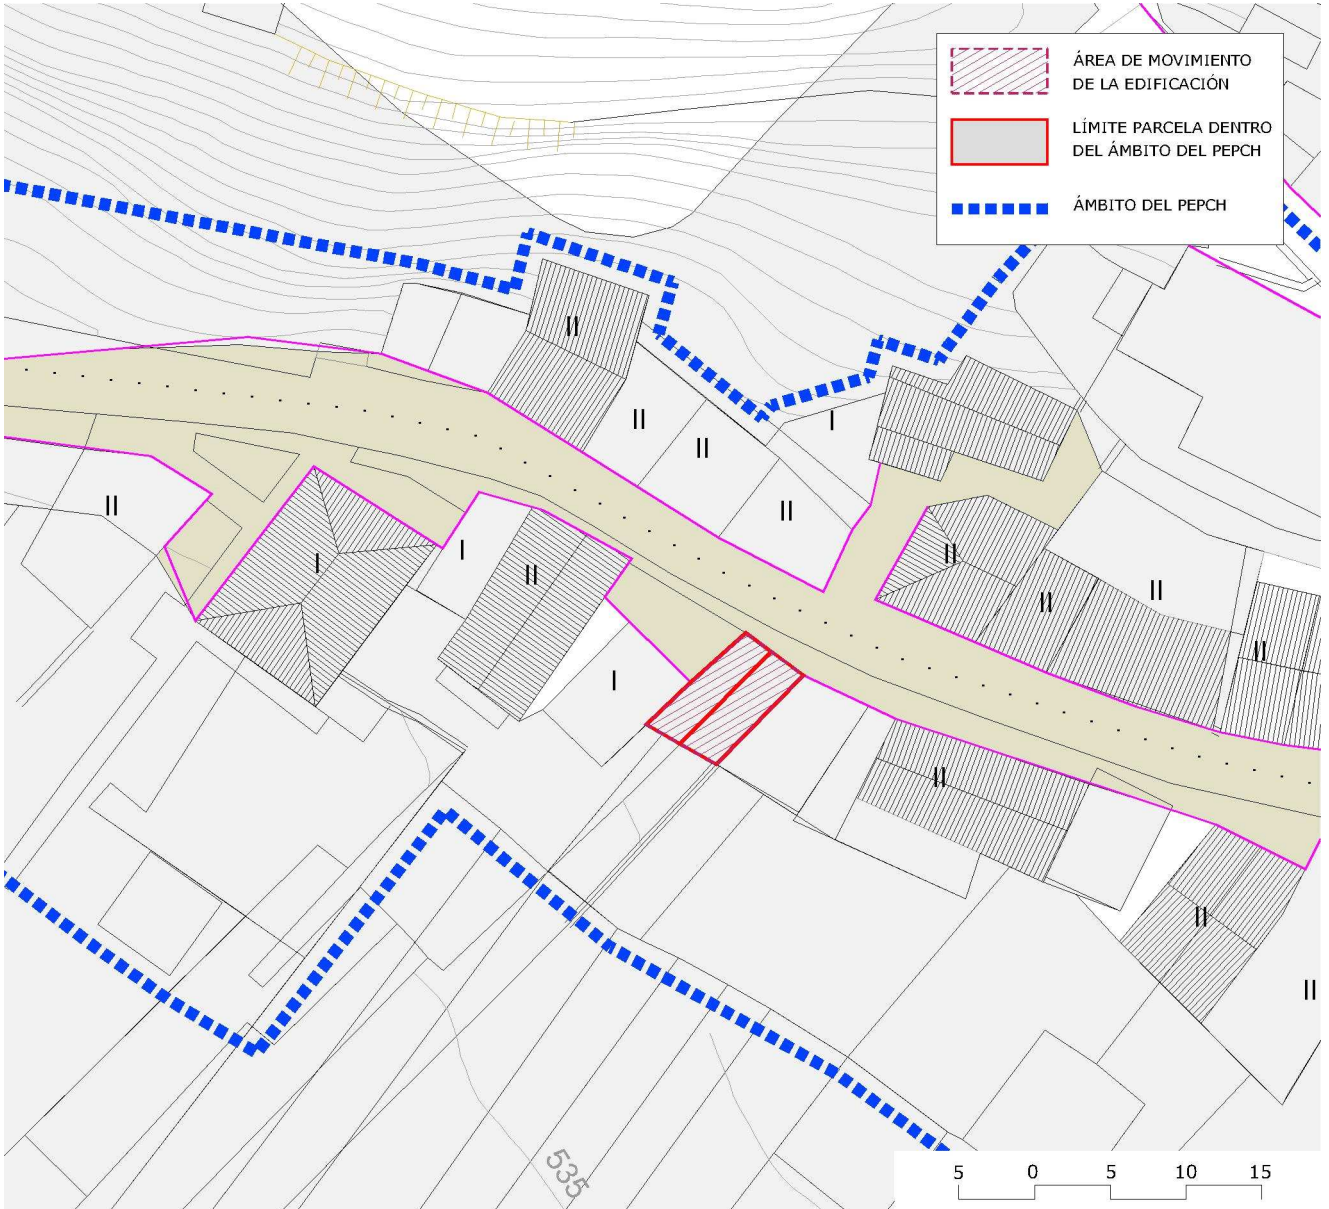 ÁREA DE MOVIMIENTO
DE LA EDIFICACIÓN
LÍMITE PARCELA DENTRO
DEL ÁMBITO DEL PEPCH
ÁMBITO DEL PEPCH
II
II
I
II
II
II
I
I
II
II
II
II
II
I
II
II
II
535
5 0 5 10 15